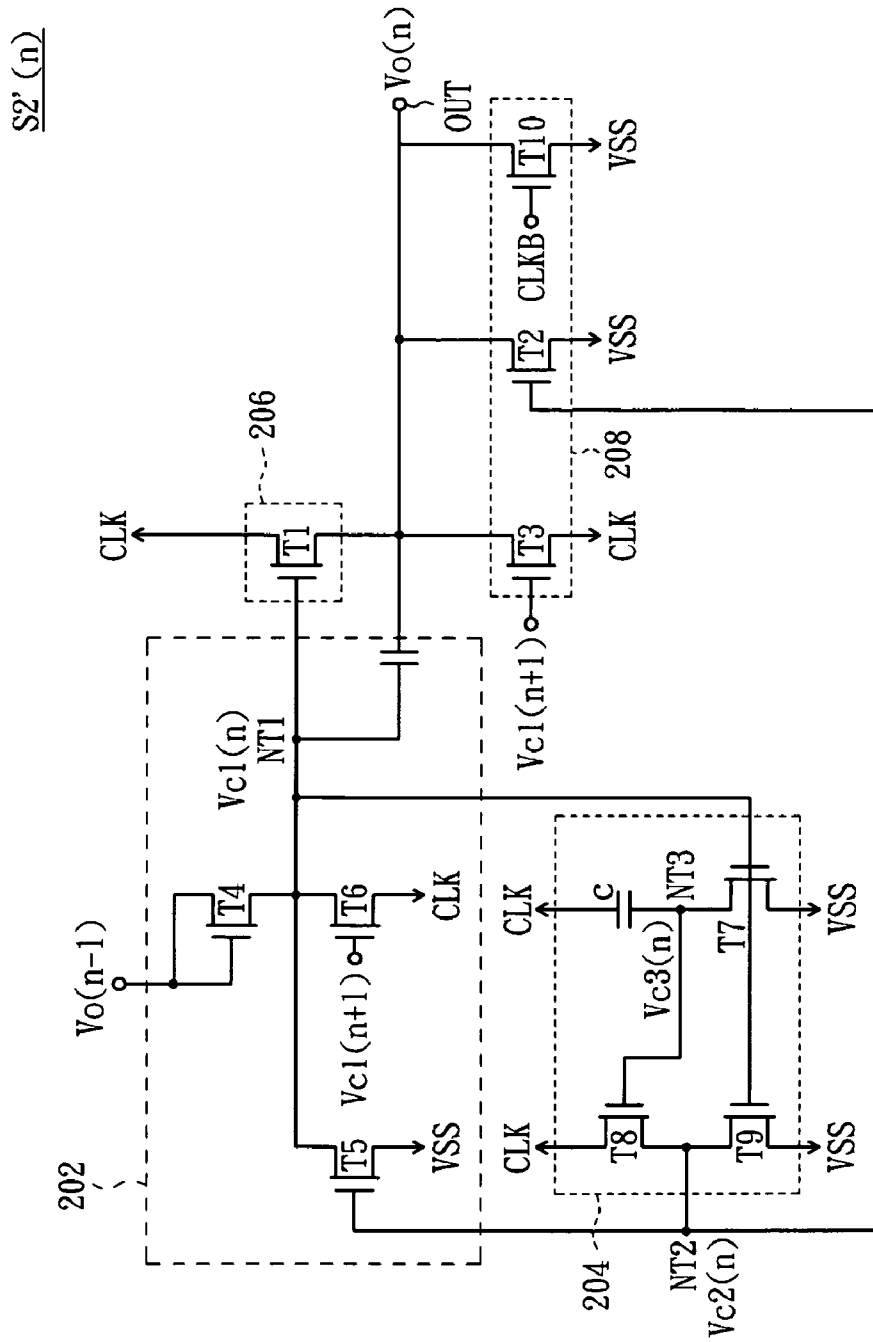 S2'(n)
CLK
206
T1
Vo(n)
OUT
Vo(n-1)
202
T4
Vc1(n)
NT1
T5
T6
VSS
Vc1(n+1)
CLK
Vc1(n+1)
T3
CLK
T2
VSS
CLKB
T10
VSS
208
CLK
CLK
T8
Vc3(n)
C
NT3
T9
T7
VSS
VSS
204
NT2
Vc2(n)